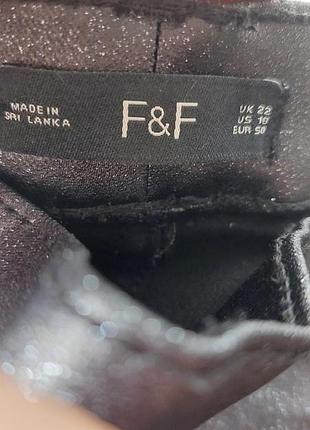 MADE IN
SRI LANKA
F&F
UK 22
US 18
EUR 50